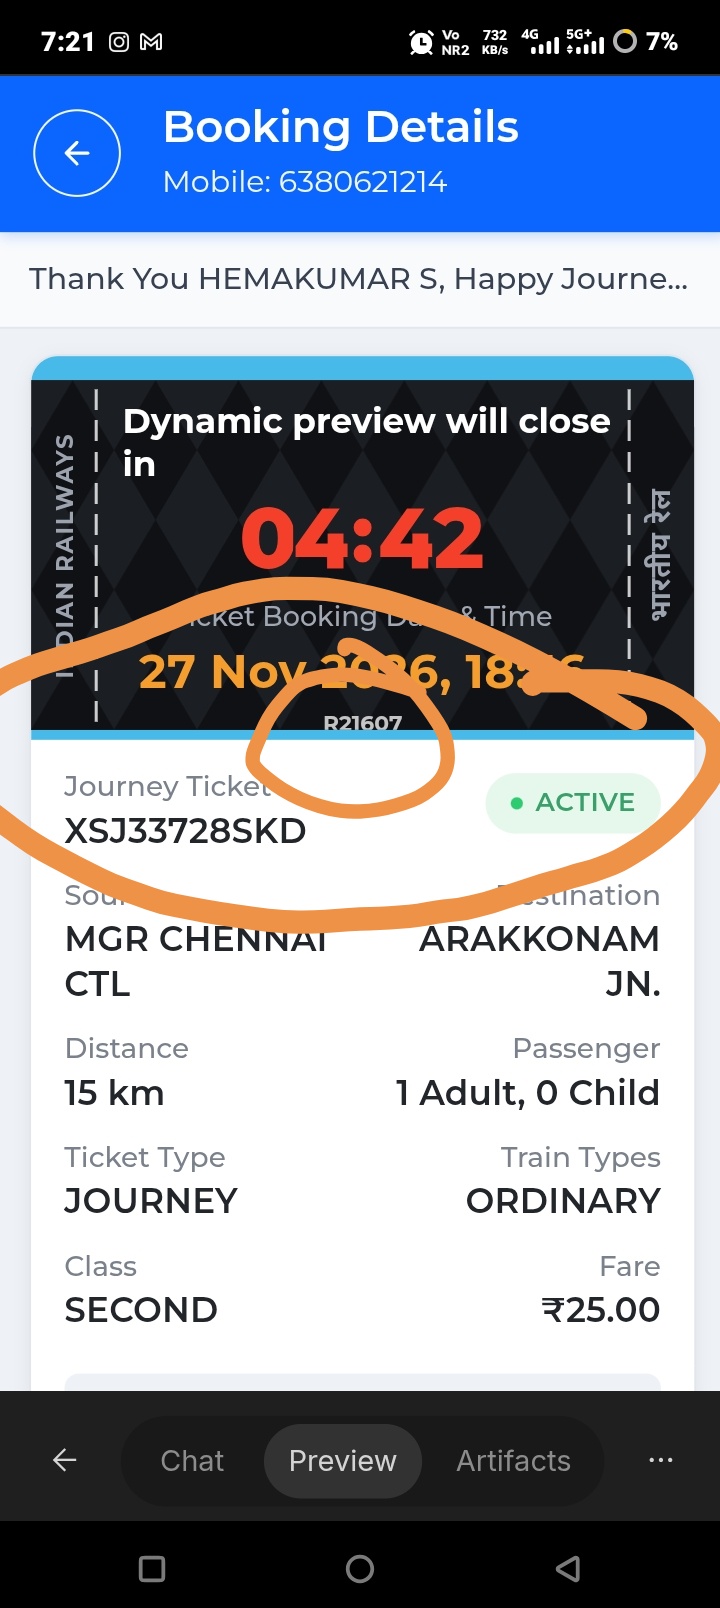 7:21
Vo NR2 732 KB/s 4G 5G+ 7%
Booking Details
Mobile: 6380621214
Thank You HEMAKUMAR S, Happy Journe...
INDIAN RAILWAYS
Dynamic preview will close
in
04:42
भारतीय रेल
Booking & Time
27 Nov
R21607
Journey Ticket
XSJ33728SKD
ACTIVE
MGR CHENNAI
CTL
ARAKKONAM
JN.
Distance
15 km
Passenger
1 Adult, 0 Child
Ticket Type
JOURNEY
Train Types
ORDINARY
Class
SECOND
Fare
₹25.00
Chat Preview Artifacts ...